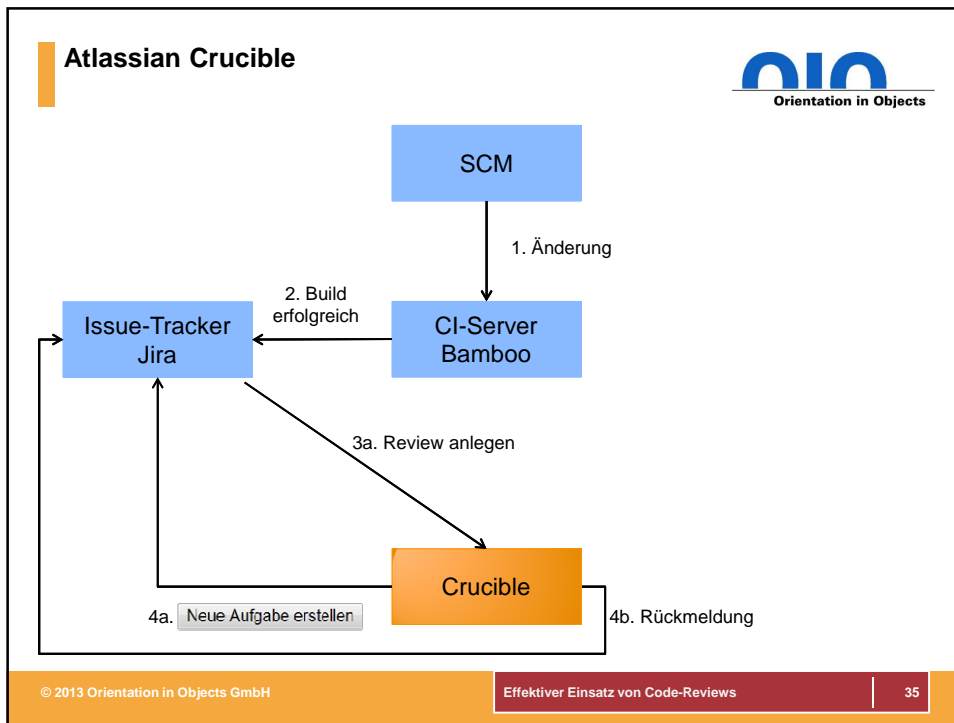 Atlassian Crucible
OIO
Orientation in Objects
SCM
1. Änderung
2. Build
erfolgreich
Issue-Tracker
Jira
CI-Server
Bamboo
3a. Review anlegen
Crucible
4a. Neue Aufgabe erstellen
4b. Rückmeldung
© 2013 Orientation in Objects GmbH
Effektiver Einsatz von Code-Reviews
35